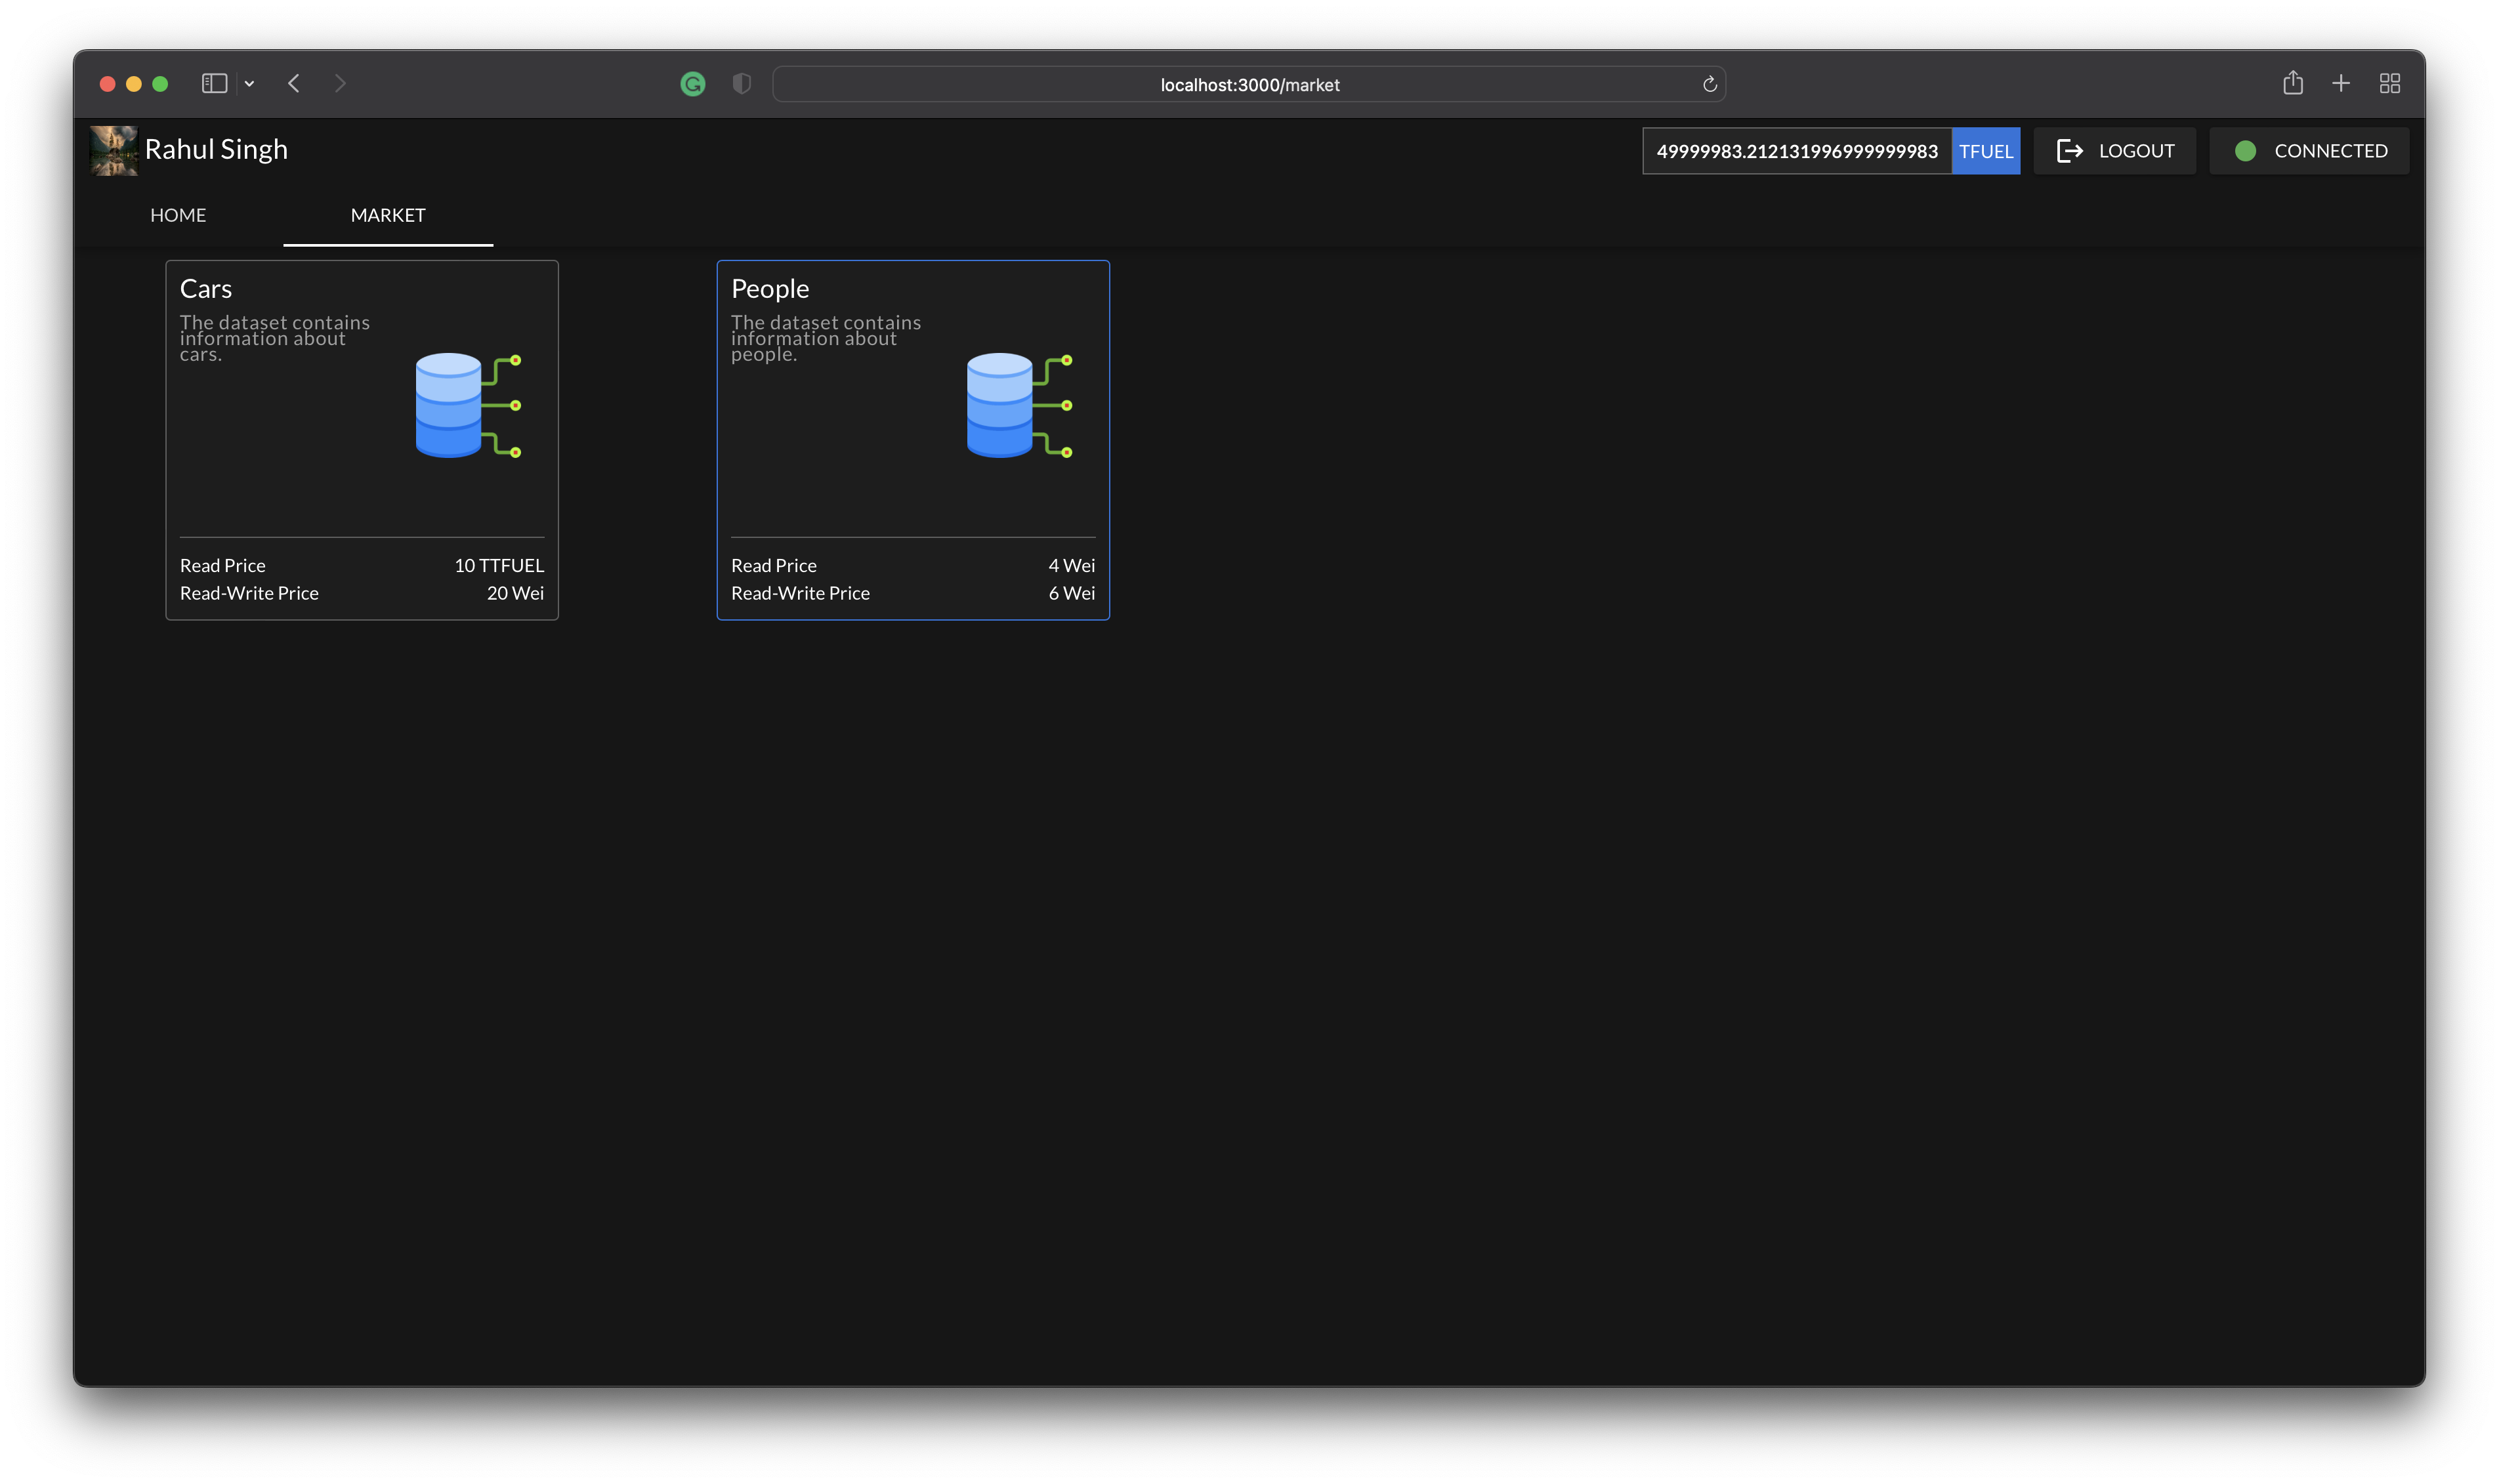 localhost:3000/market
Rahul Singh
49999983.212131996999999983 TFUEL
LOGOUT
CONNECTED
HOME
MARKET
Cars
The dataset contains
information about
cars.
Read Price 10 TTFUEL
Read-Write Price 20 Wei
People
The dataset contains
information about
people.
Read Price 4 Wei
Read-Write Price 6 Wei